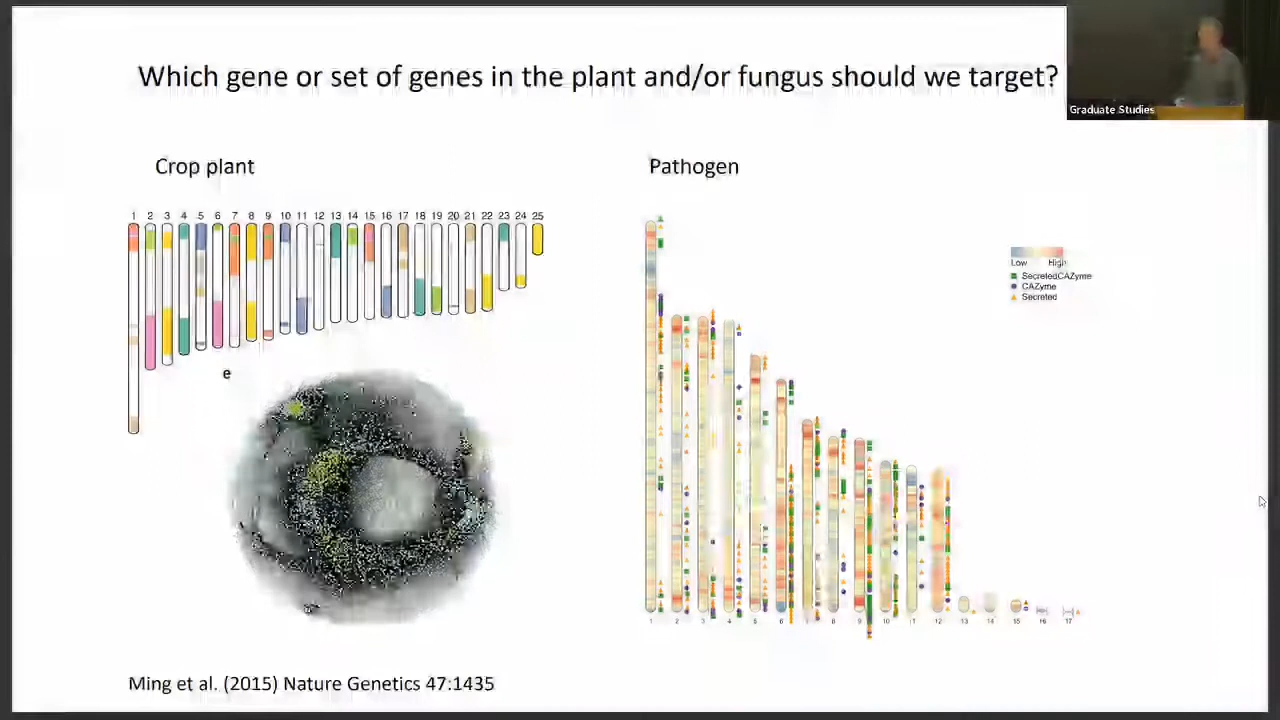 Which gene or set of genes in the plant and/or fungus should we target?
Graduate Studies
Crop plant
Pathogen
1 2 3 4 5 6 7 8 9 10 11 12 13 14 15 16 17 18 19 20 21 22 23 24 25
Low High
SecretedCAZyme
CAZyme
Secreted
e
1 2 3 4 5 6 7 8 9 10 11 12 13 14 15 16 17
Ming et al. (2015) Nature Genetics 47:1435